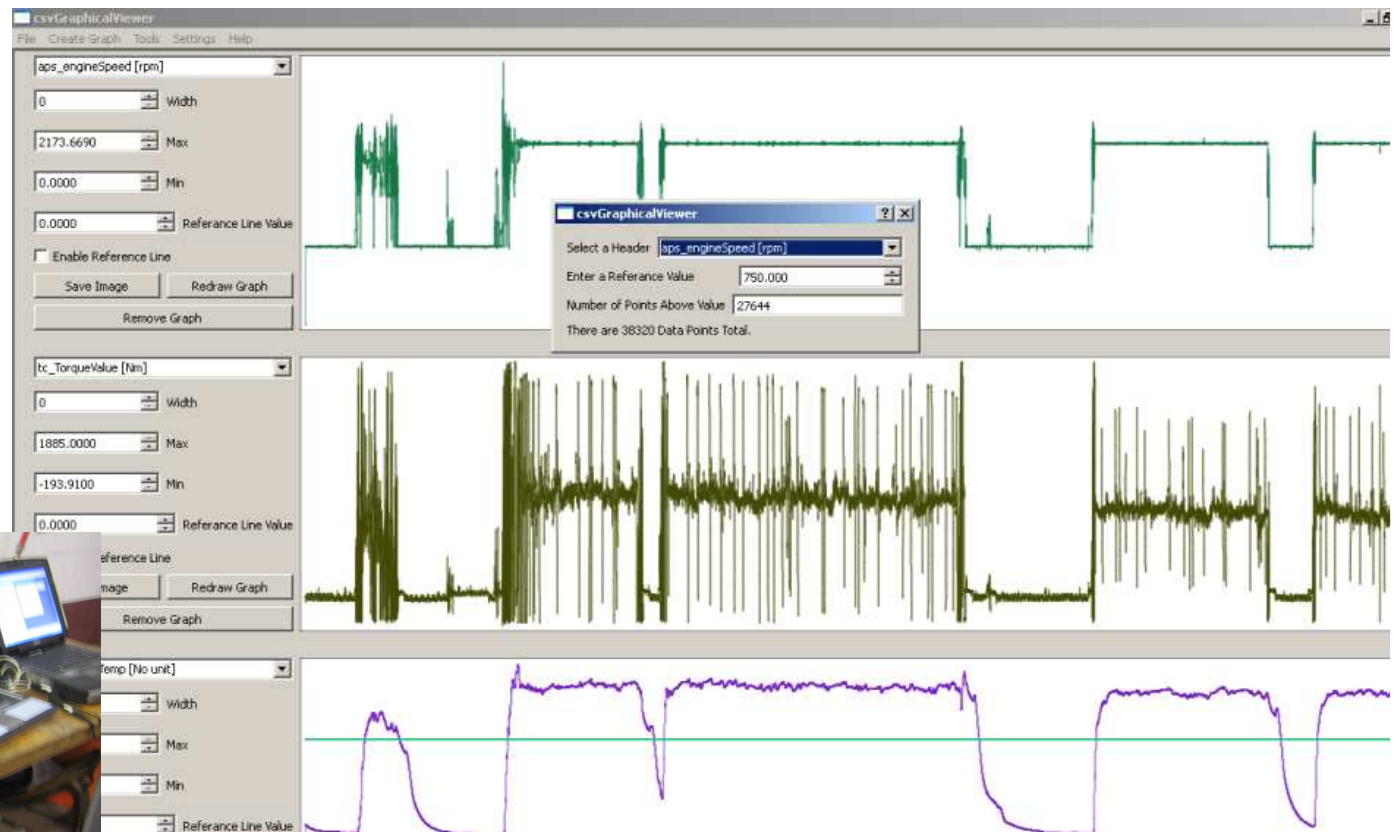 csvGraphicalViewer
File Create Graph Tools Settings Help
aps_engineSpeed [rpm]
0 Width
2173.6690 Max
0.0000 Min
0.0000 Referance Line Value
Enable Reference Line
Save Image Redraw Graph
Remove Graph
csvGraphicalViewer
Select a Header aps_engineSpeed [rpm]
Enter a Referance Value 750.000
Number of Points Above Value 27644
There are 38320 Data Points Total.
tc_TorqueValue [Nm]
0 Width
1885.0000 Max
-193.9100 Min
0.0000 Referance Line Value
eference Line
mage Redraw Graph
Remove Graph
Temp [No unit]
Width
Max
Min
Referance Line Value